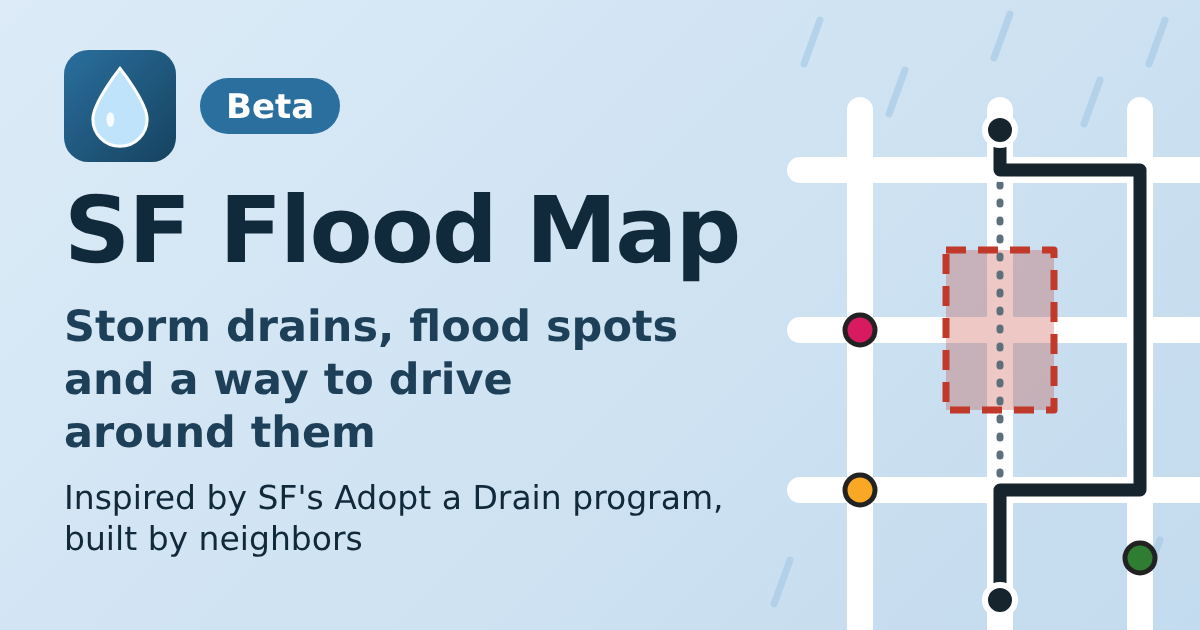 Beta
SF Flood Map
Storm drains, flood spots
and a way to drive
around them
Inspired by SF's Adopt a Drain program,
built by neighbors